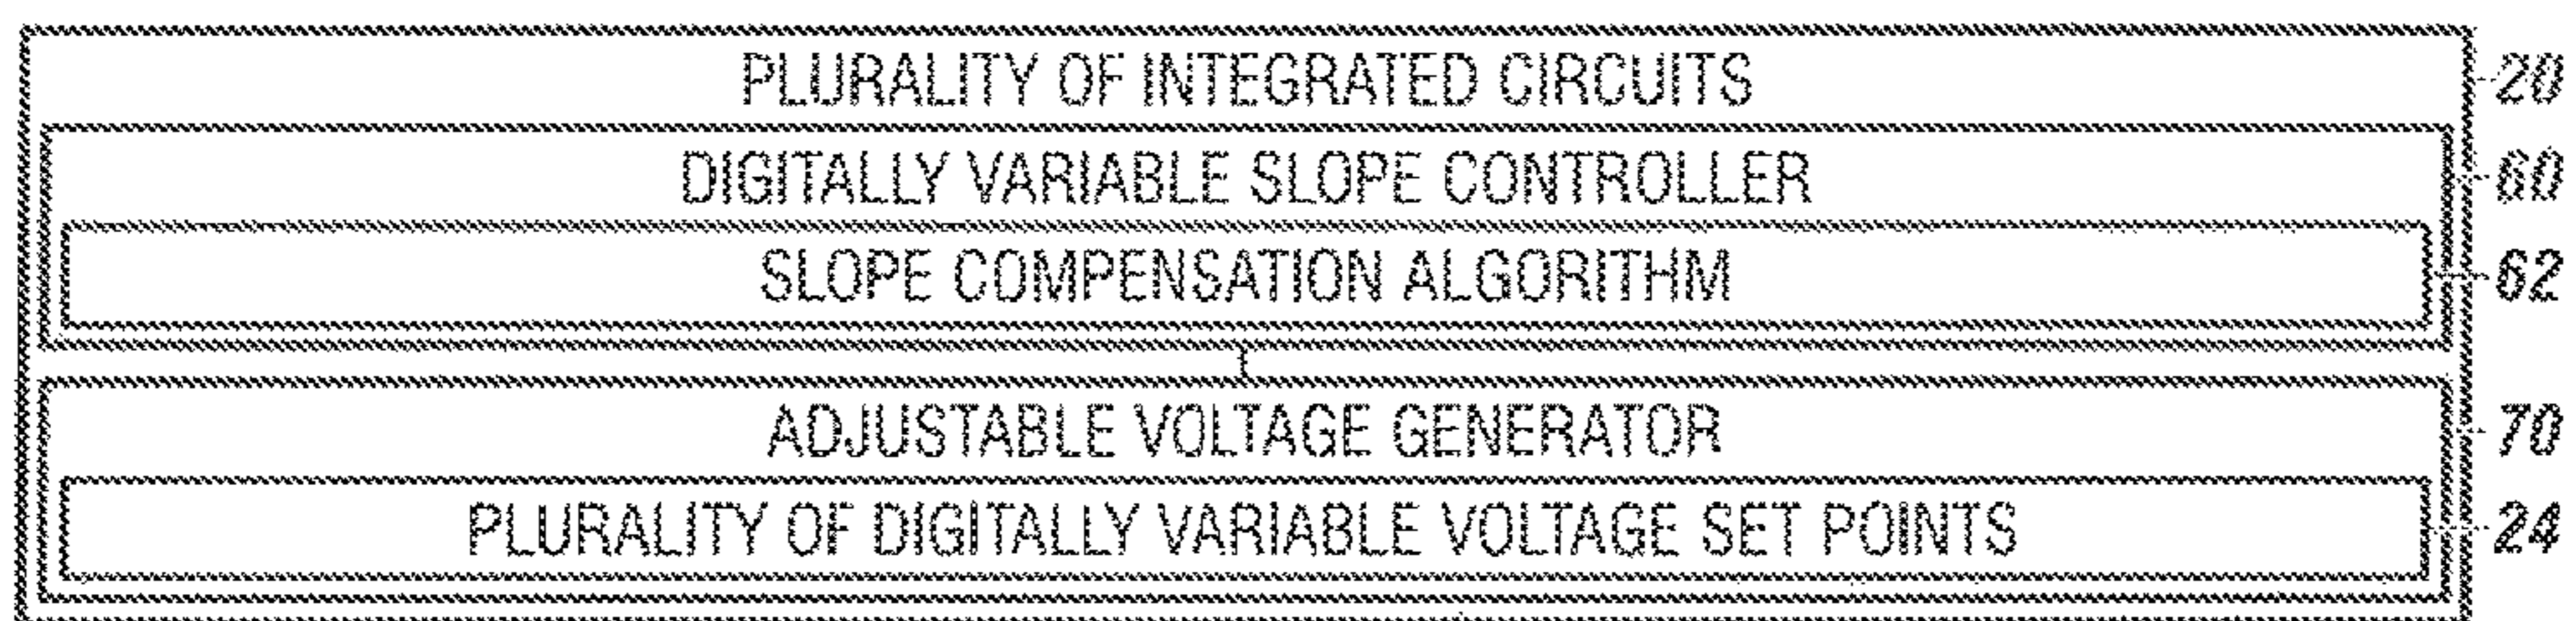 PLURALITY OF INTEGRATED CIRCUITS 20
DIGITALLY VARIABLE SLOPE CONTROLLER 60
SLOPE COMPENSATION ALGORITHM 62
ADJUSTABLE VOLTAGE GENERATOR 70
PLURALITY OF DIGITALLY VARIABLE VOLTAGE SET POINTS 24